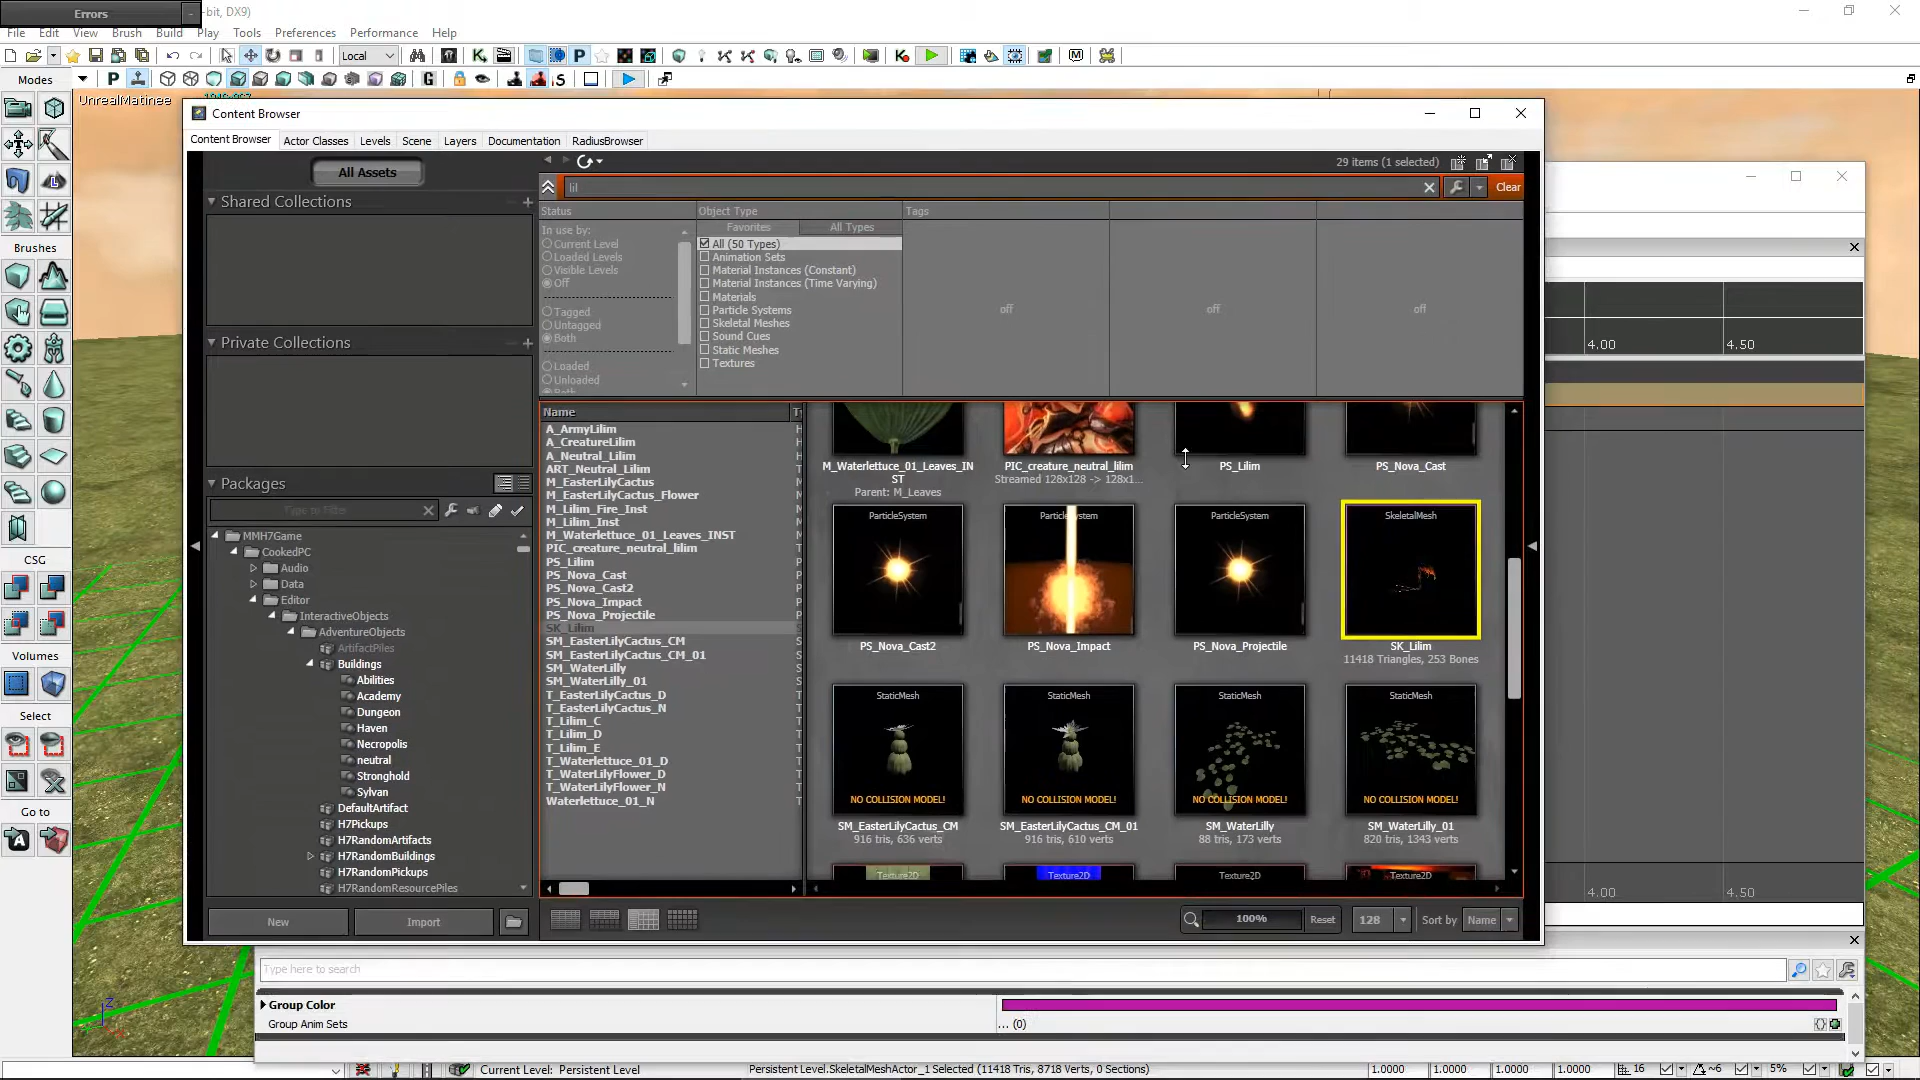 Errors
-bit, DX9)
File Edit View Brush Build Play Tools Preferences Performance Help
Local
Modes
UnrealMatinee
Content Browser
Content Browser Actor Classes Levels Scene Layers Documentation RadiusBrowser
All Assets
29 items (1 selected)
Shared Collections
lil
Clear
Status
Object Type
Tags
In use by:
Favorites
All Types
Current Level
Loaded Levels
Visible Levels
Off
Tagged
Untagged
Both
Loaded
Unloaded
All (50 Types)
Animation Sets
Material Instances (Constant)
Material Instances (Time Varying)
Materials
Particle Systems
Skeletal Meshes
Sound Cues
Static Meshes
Textures
off
off
off
Brushes
CSG
Volumes
Select
Go to
Private Collections
Packages
Type to Filter
MMH7Game
CookedPC
Audio
Data
Editor
InteractiveObjects
AdventureObjects
ArtifactPiles
Buildings
Abilities
Academy
Dungeon
Haven
Necropolis
neutral
Stronghold
Sylvan
DefaultArtifact
H7Pickups
H7RandomArtifacts
H7RandomBuildings
H7RandomPickups
H7RandomResourcePiles
New
Import
Name
A_ArmyLilim
A_CreatureLilim
A_Neutral_Lilim
ART_Neutral_Lilim
M_EasterLilyCactus
M_EasterLilyCactus_Flower
M_Lilim_Fire_Inst
M_Lilim_Inst
M_Waterlettuce_01_Leaves_INST
PIC_creature_neutral_lilim
PS_Lilim
PS_Nova_Cast
PS_Nova_Cast2
PS_Nova_Impact
PS_Nova_Projectile
SK_Lilim
SM_EasterLilyCactus_CM
SM_EasterLilyCactus_CM_01
SM_WaterLilly
SM_WaterLilly_01
T_EasterLilyCactus_D
T_EasterLilyCactus_N
T_Lilim_C
T_Lilim_D
T_Lilim_E
T_Waterlettuce_01_D
T_WaterLilyFlower_D
T_WaterLilyFlower_N
Waterlettuce_01_N
M_Waterlettuce_01_Leaves_IN
ST
Parent: M_Leaves
PIC_creature_neutral_lilim
Streamed 128x128 -> 128x1...
PS_Lilim
PS_Nova_Cast
ParticleSystem
PS_Nova_Cast2
ParticleSystem
PS_Nova_Impact
ParticleSystem
PS_Nova_Projectile
SkeletalMesh
SK_Lilim
11418 Triangles, 253 Bones
StaticMesh
NO COLLISION MODEL!
SM_EasterLilyCactus_CM
916 tris, 636 verts
StaticMesh
NO COLLISION MODEL!
SM_EasterLilyCactus_CM_01
916 tris, 610 verts
StaticMesh
NO COLLISION MODEL!
SM_WaterLilly
88 tris, 173 verts
StaticMesh
NO COLLISION MODEL!
SM_WaterLilly_01
820 tris, 1343 verts
Texture2D
Texture2D
Texture2D
Texture2D
100%
Reset
128
Sort by
Name
4.00
4.50
4.00
4.50
Type here to search
Group Color
Group Anim Sets
... (0)
Current Level: Persistent Level
Persistent Level.SkeletalMeshActor_1 Selected (11418 Tris, 8718 Verts, 0 Sections)
1.0000 1.0000 1.0000 1.0000
16
~6
5%